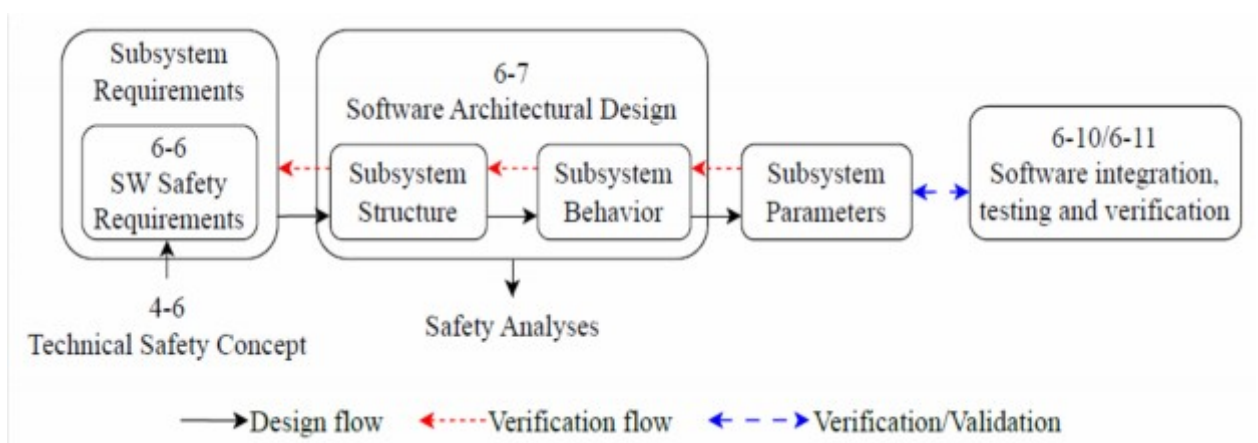 Subsystem
Requirements
6-6
SW Safety
Requirements
4-6
Technical Safety Concept
6-7
Software Architectural Design
Subsystem
Structure
Subsystem
Behavior
Safety Analyses
Subsystem
Parameters
6-10/6-11
Software integration,
testing and verification
Design flow
Verification flow
Verification/Validation